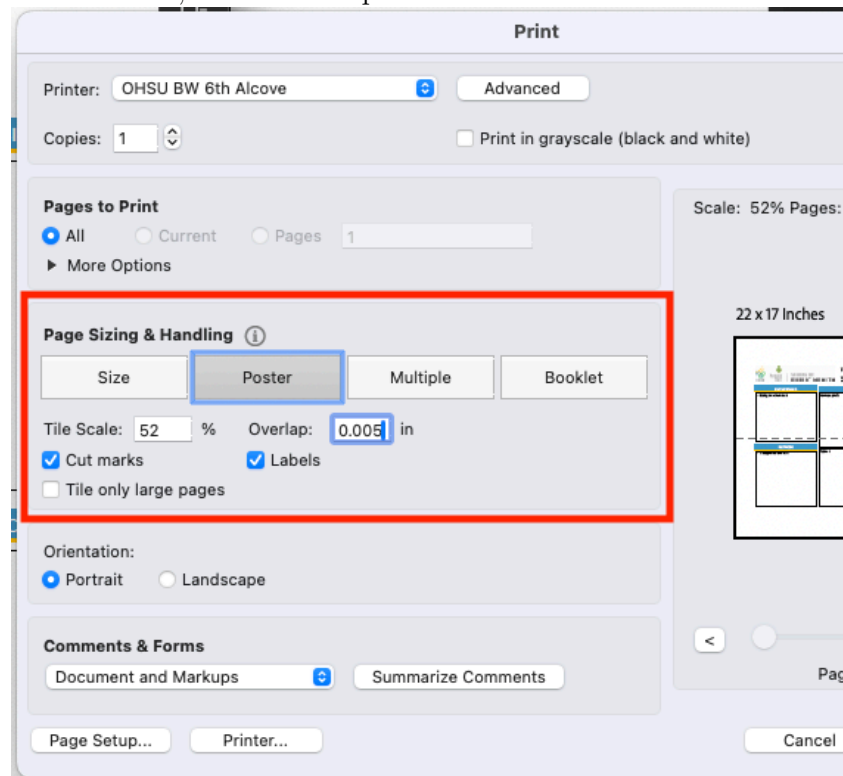 Print
Printer: OHSU BW 6th Alcove Advanced
Copies: 1 Print in grayscale (black and white)
Pages to Print
All Current Pages 1
More Options
Scale: 52% Pages:
Page Sizing & Handling
Size Poster Multiple Booklet
Tile Scale: 52 % Overlap: 0.005 in
Cut marks Labels
Tile only large pages
22 x 17 Inches
Orientation:
Portrait Landscape
Comments & Forms
Document and Markups Summarize Comments
<
Pag
Page Setup... Printer... Cancel